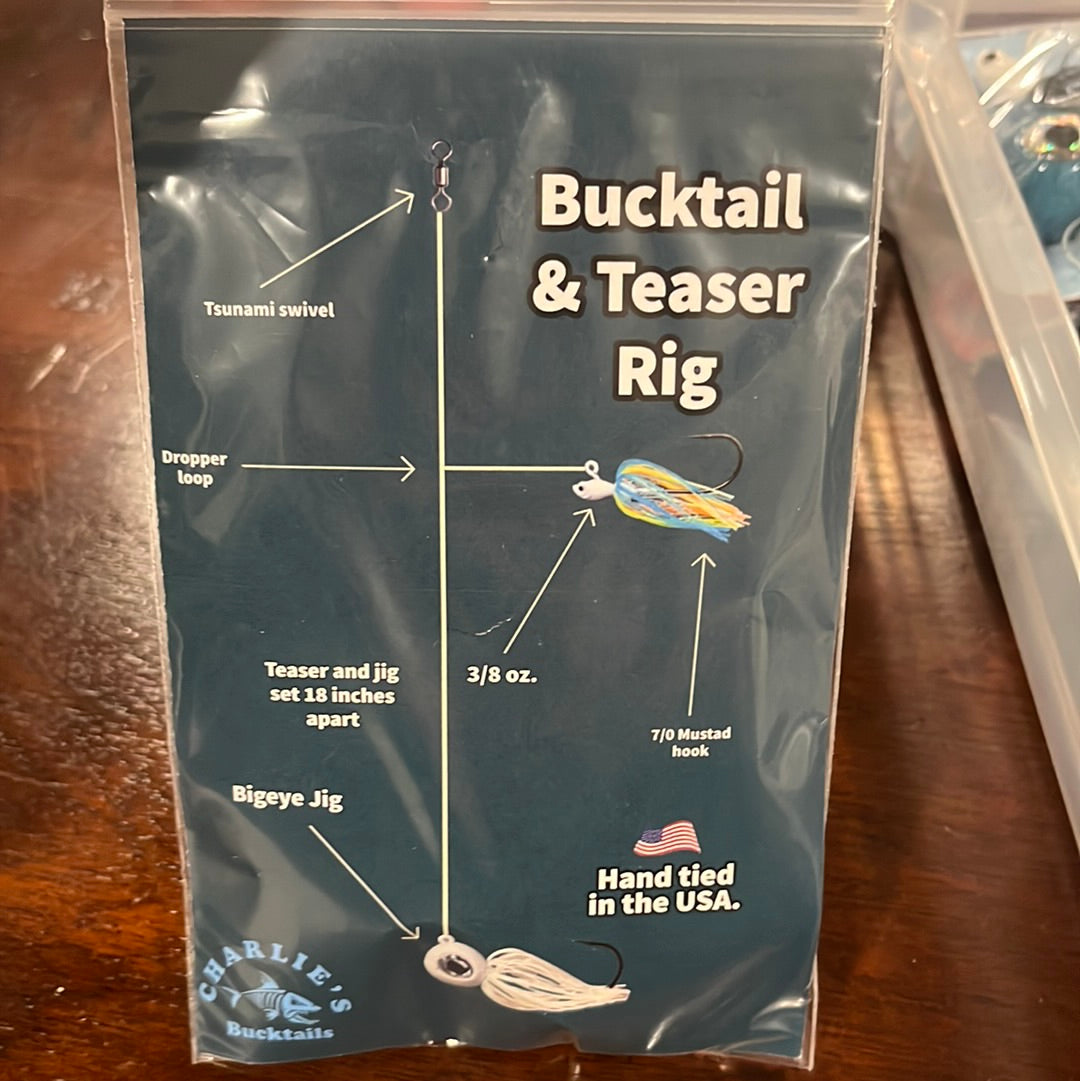 Bucktail
& Teaser
Rig
Tsunami swivel
Dropper
loop
Teaser and jig
set 18 inches
apart
3/8 oz.
7/0 Mustad
hook
Bigeye Jig
Hand tied
in the USA.
CHARLIE'S
Bucktails